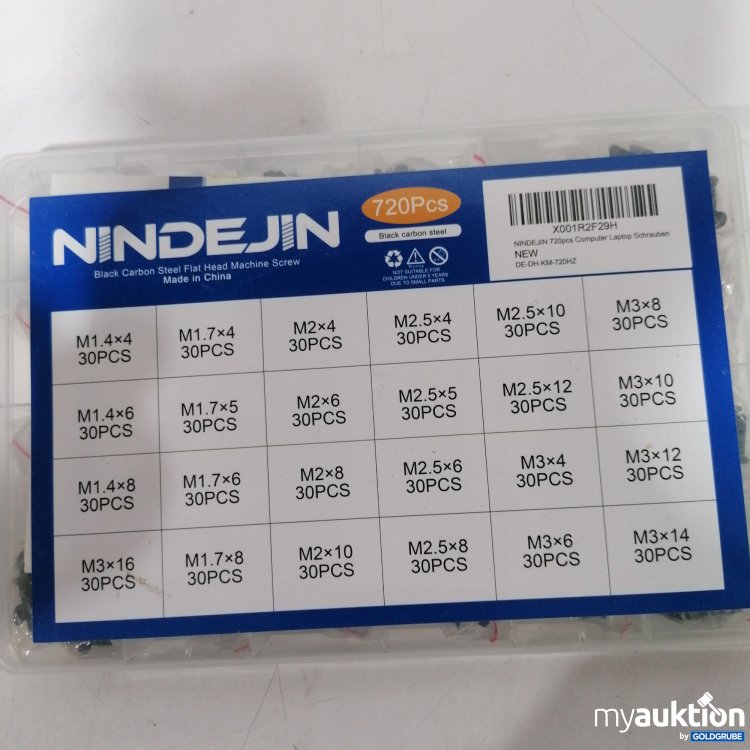 NINDEJIN
Black Carbon Steel Flat Head Machine Screw
Made in China
720Pcs
Black carbon steel
NOT SUITABLE FOR
CHILDREN UNDER 5 YEARS
DUE TO SMALL PARTS
X001R2F29H
NINDEJIN 720pcs Computer Laptop Schrauben
NEW
DE-DH-KM-720HZ
M1.4×4 M1.7×4 M2×4 M2.5×4 M2.5×10 M3×8
30PCS 30PCS 30PCS 30PCS 30PCS 30PCS
M1.4×6 M1.7×5 M2×6 M2.5×5 M2.5×12 M3×10
30PCS 30PCS 30PCS 30PCS 30PCS 30PCS
M1.4×8 M1.7×6 M2×8 M2.5×6 M3×4 M3×12
30PCS 30PCS 30PCS 30PCS 30PCS 30PCS
M3×16 M1.7×8 M2×10 M2.5×8 M3×6 M3×14
30PCS 30PCS 30PCS 30PCS 30PCS 30PCS
myauktion
by GOLDGRUBE